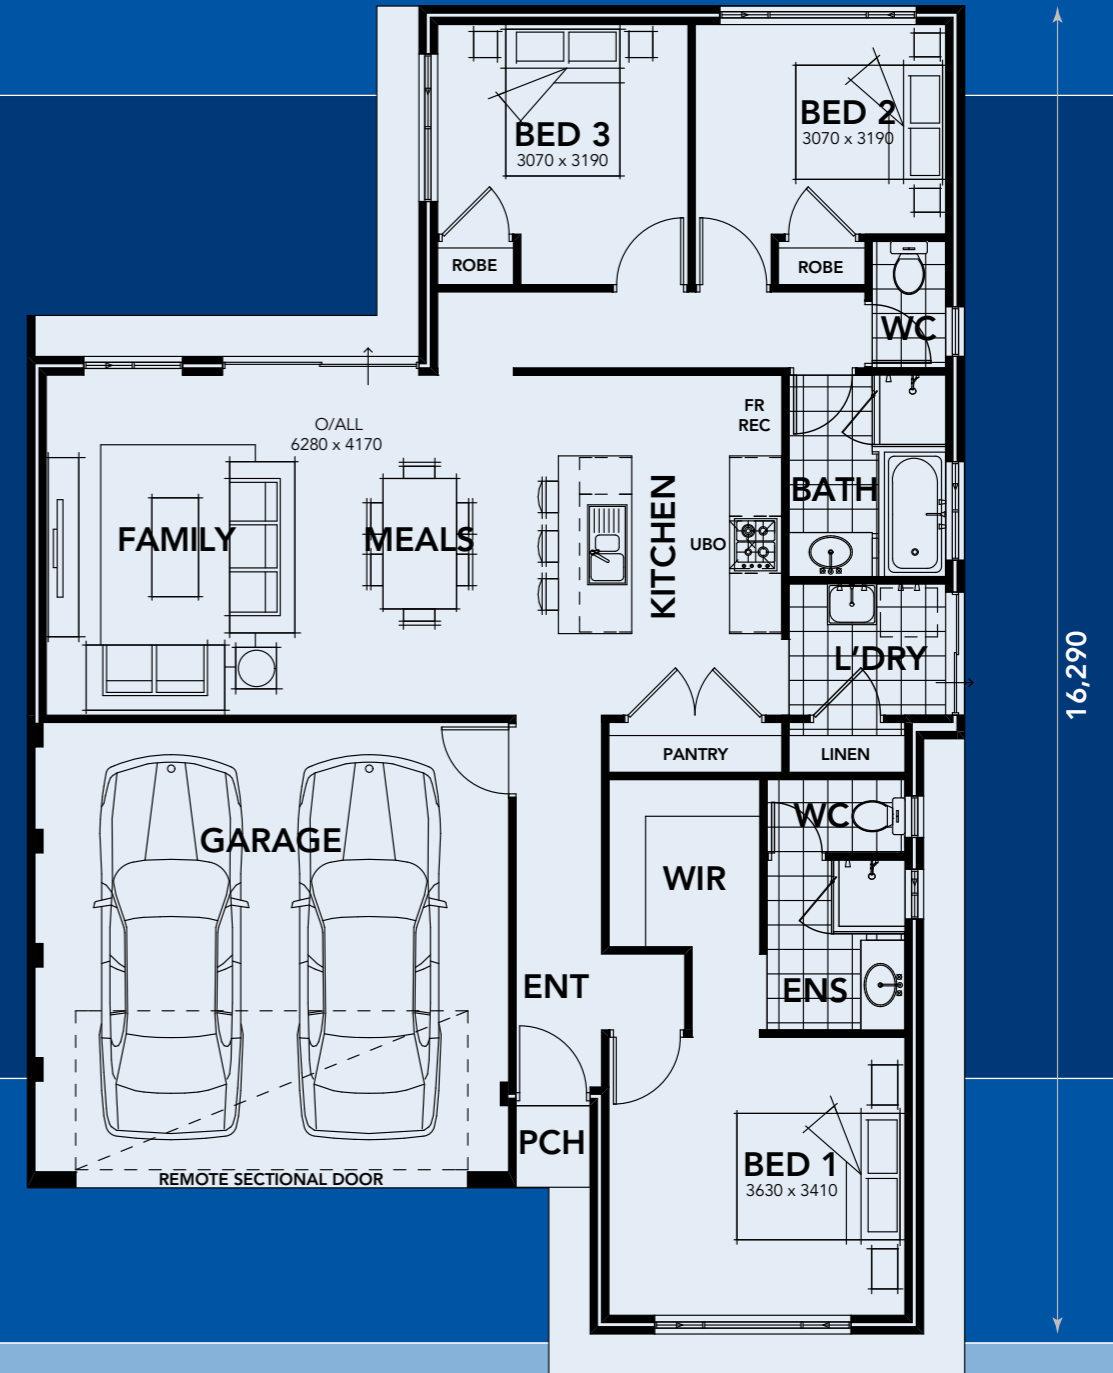 BED 3
3070 x 3190
BED 2
3070 x 3190
ROBE
ROBE
WC
O/ALL
6280 x 4170
FR
REC
FAMILY
MEALS
KITCHEN
UBO
BATH
L'DRY
16,290
PANTRY
LINEN
GARAGE
WIR
WC
ENT
ENS
PCH
BED 1
3630 x 3410
REMOTE SECTIONAL DOOR